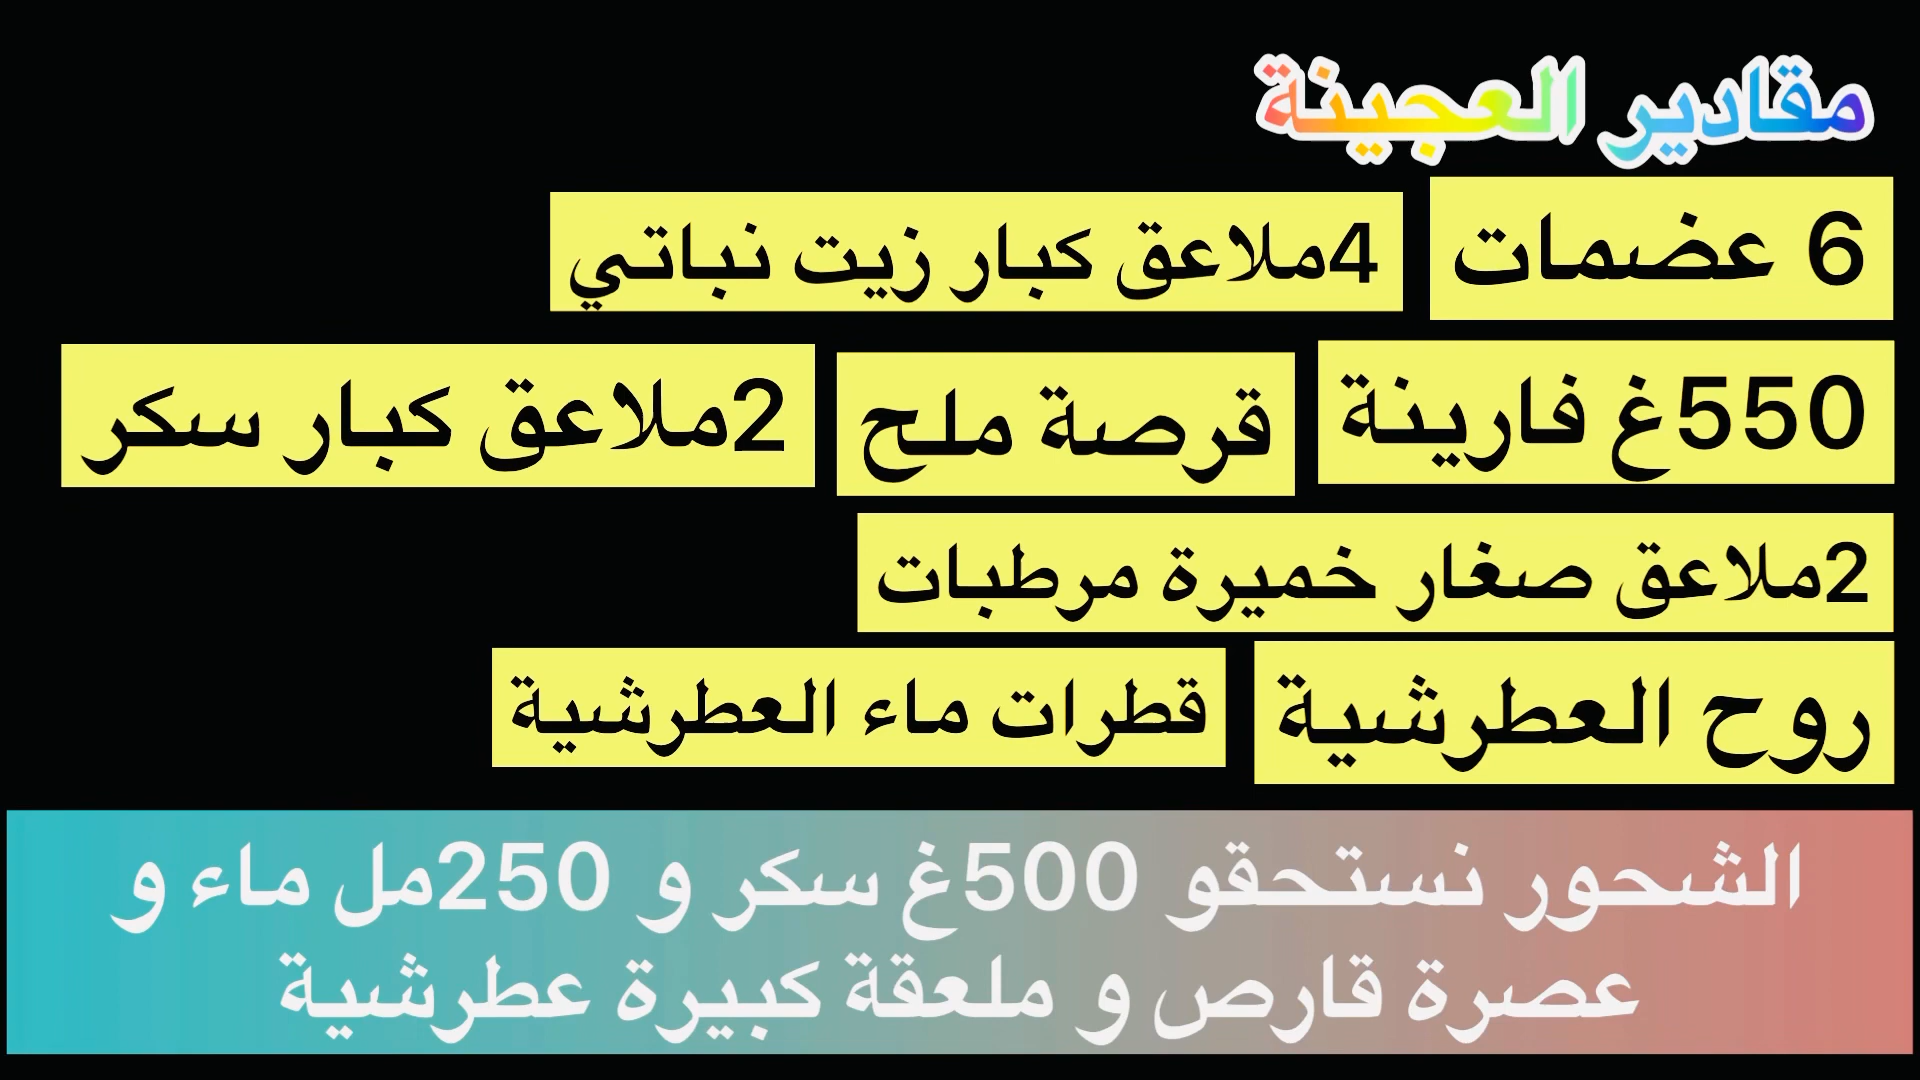 مقادير العجينة
6 عضمات
4ملاعق كبار زيت نباتي
550غ فارينة
قرصة ملح
2ملاعق كبار سكر
2ملاعق صغار خميرة مرطبات
روح العطرشية
قطرات ماء العطرشية
الشحور نستحقو 500غ سكر و 250مل ماء و
عصرة قارص و ملعقة كبيرة عطرشية